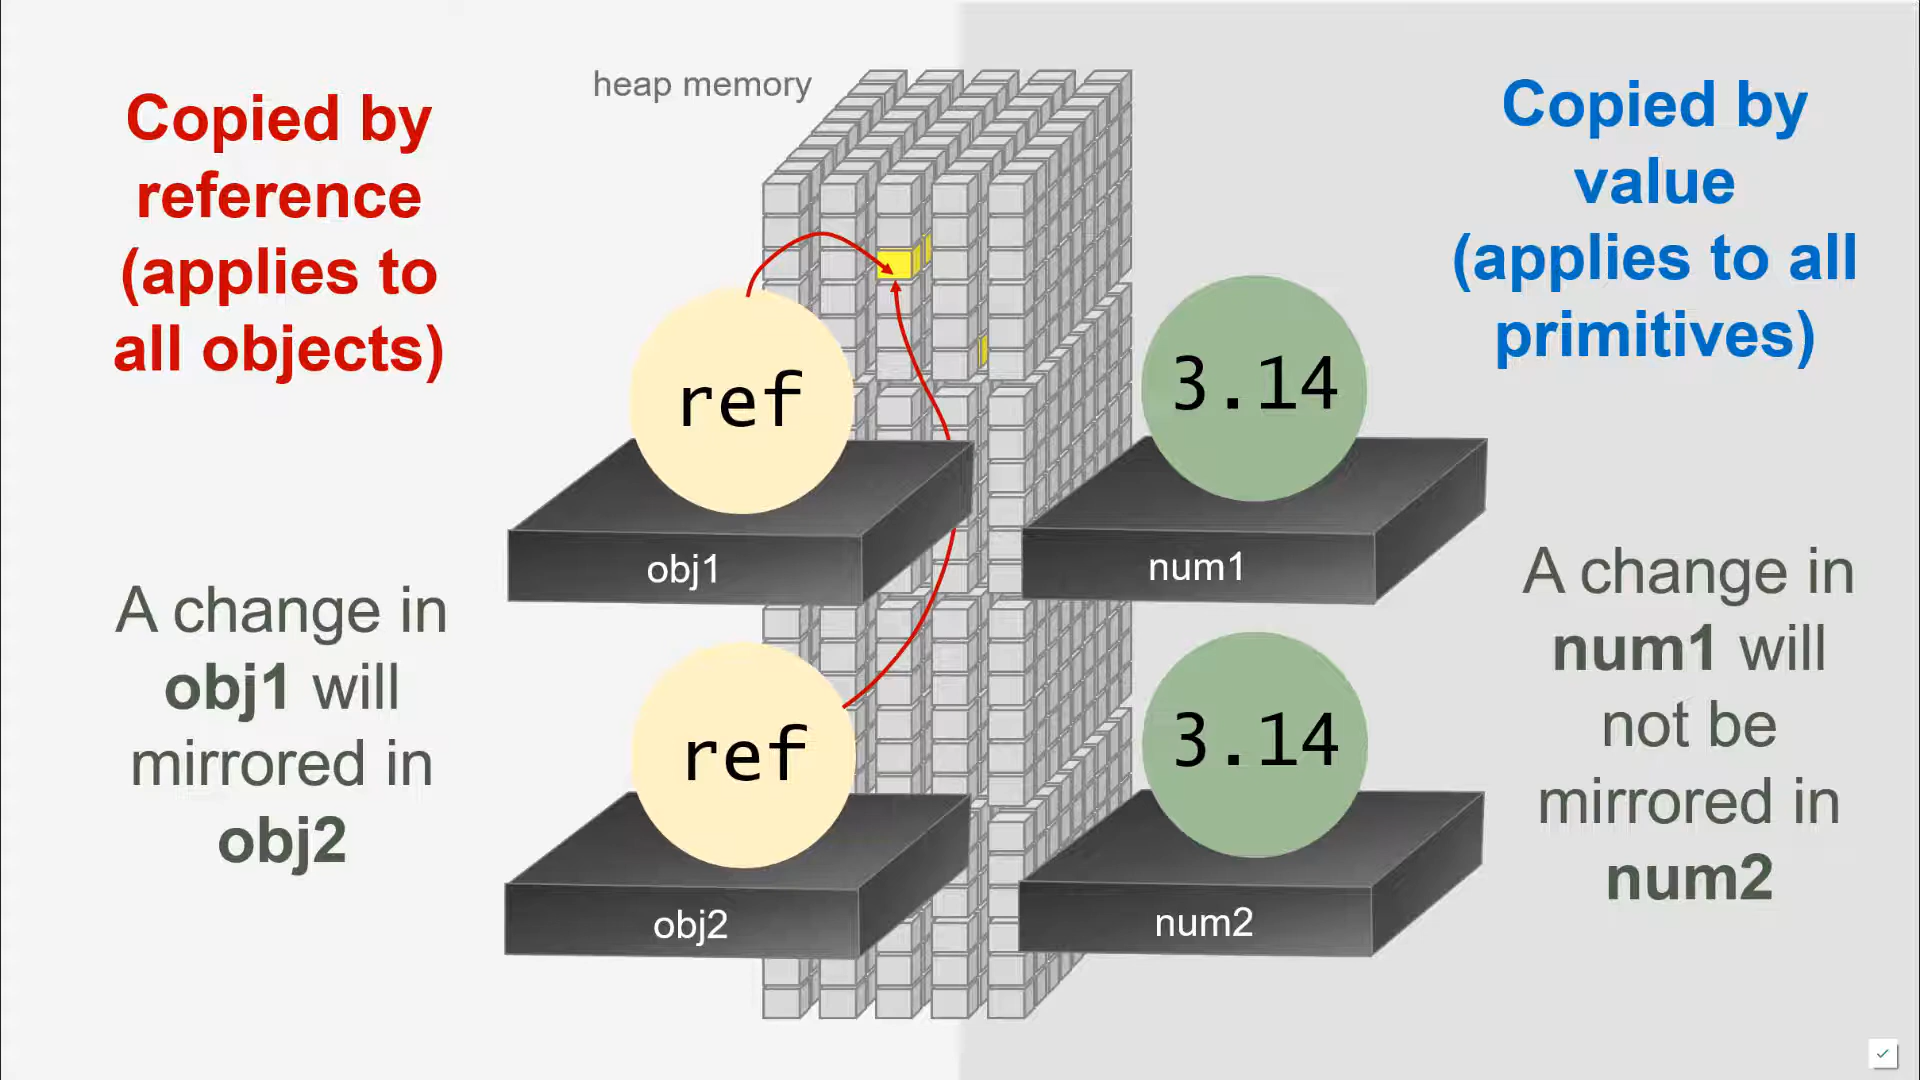 heap memory
Copied by
reference
(applies to
all objects)
A change in
obj1 will
mirrored in
obj2
ref
obj1
ref
obj2
3.14
num1
3.14
num2
Copied by
value
(applies to all
primitives)
A change in
num1 will
not be
mirrored in
num2